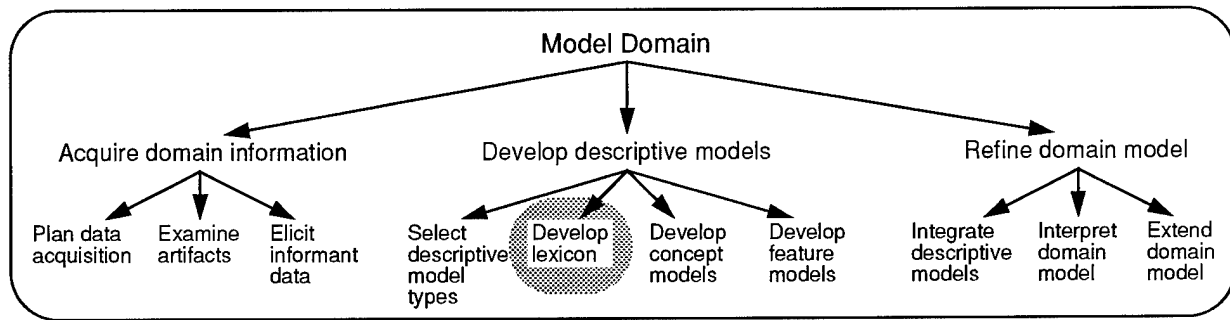 Model Domain
Acquire domain information
Develop descriptive models
Refine domain model
Plan data
acquisition
Examine
artifacts
Elicit
informant
data
Select
descriptive
model
types
Develop
lexicon
Develop
concept
models
Develop
feature
models
Integrate
descriptive
models
Interpret
domain
model
Extend
domain
model